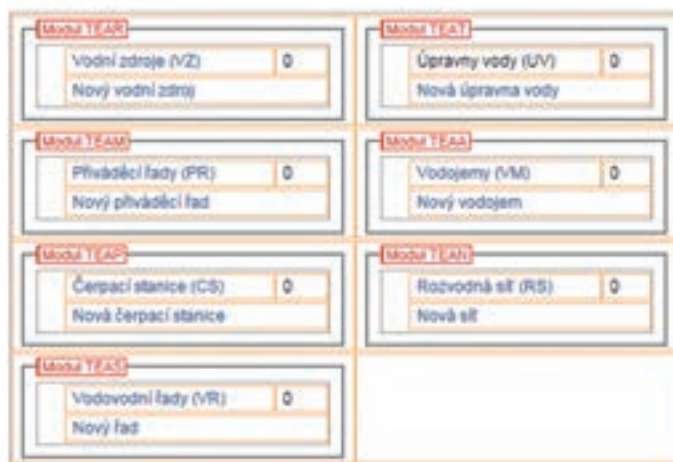 Modul TEAR
Vodní zdroje (VZ) 0
Nový vodní zdroj
Modul TEAT
Úpravny vody (UV) 0
Nová úpravna vody
Modul TEAM
Přiváděcí řady (PR) 0
Nový přiváděcí řad
Modul TEAA
Vodojemy (VM) 0
Nový vodojem
Modul TEAP
Čerpací stanice (CS) 0
Nová čerpací stanice
Modul TEAN
Rozvodná síť (RS) 0
Nová síť
Modul TEAS
Vodovodní řady (VR) 0
Nový řad